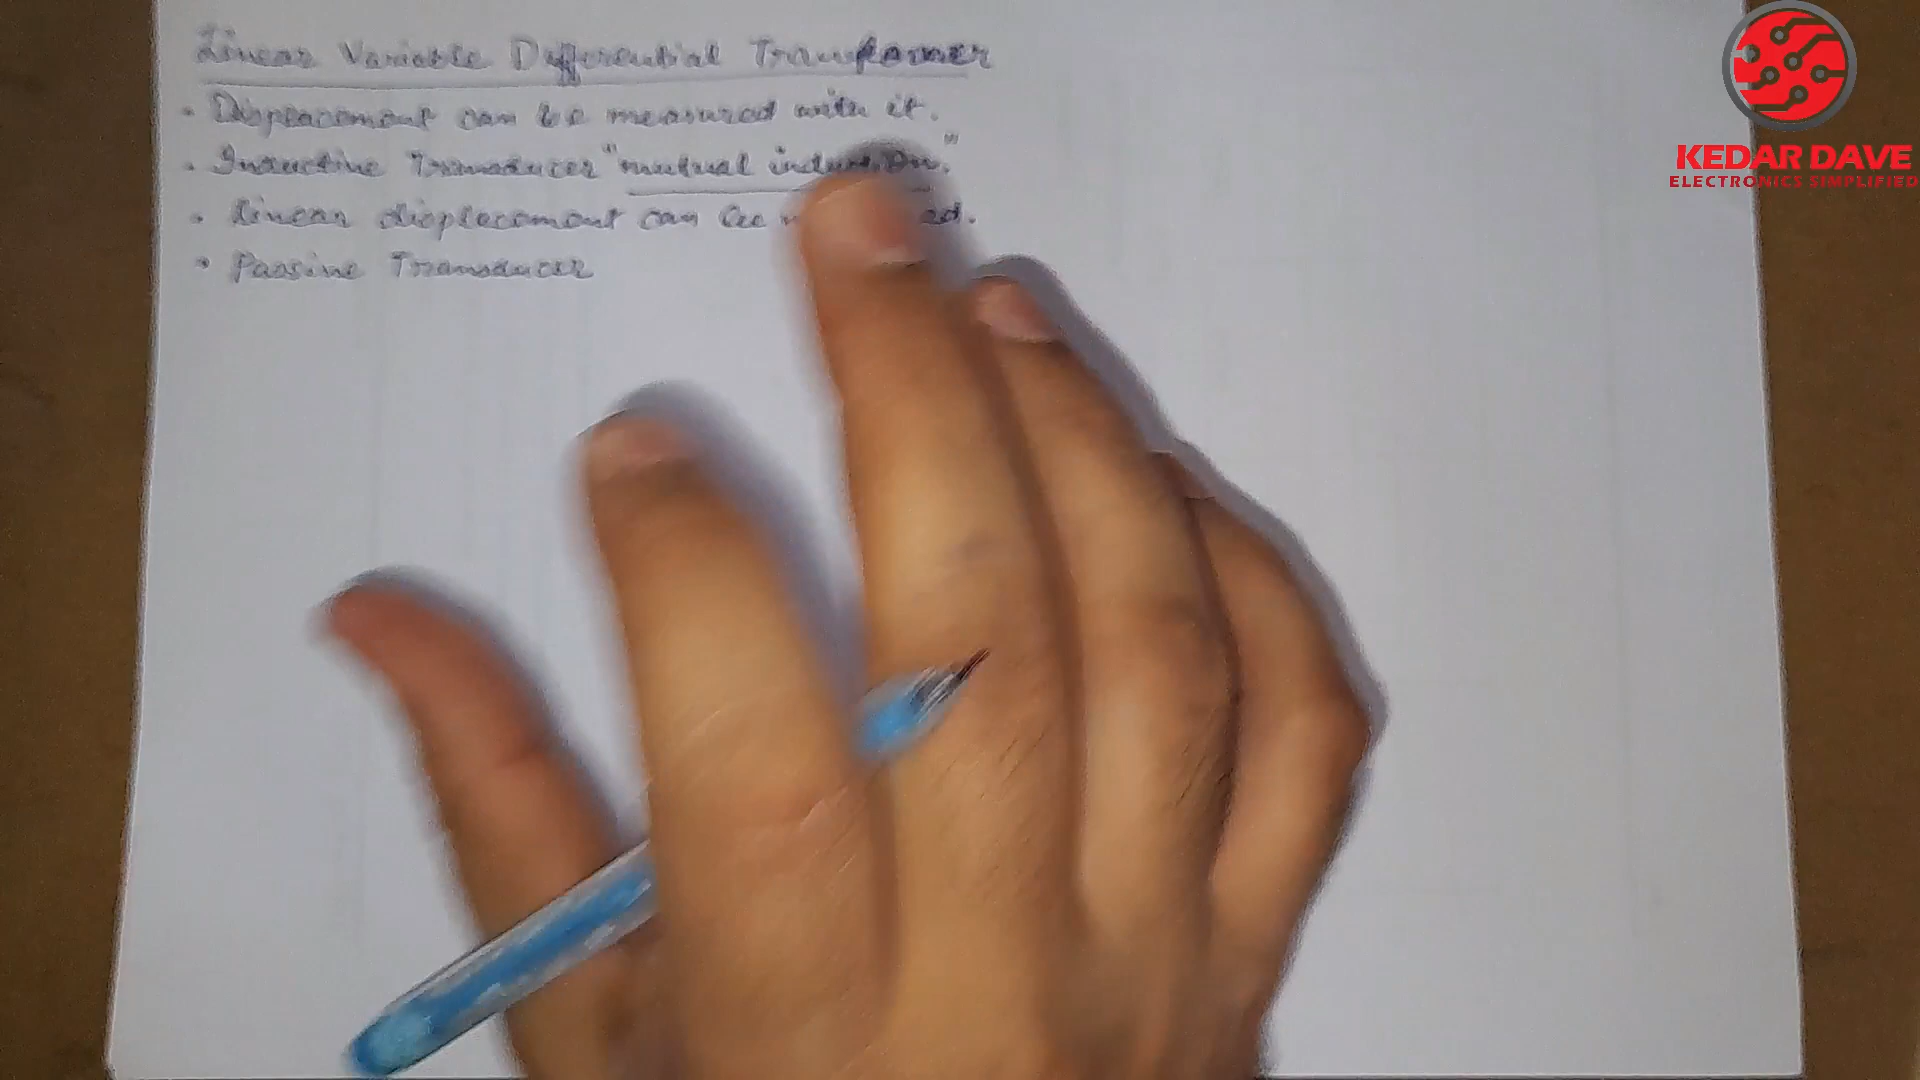 Linear Variable Differential Transformer
• Displacement can be measured with it.
• Inductive Transducer "mutual induction."
• Linear displacement can be ed.
• Passive Transducer
KEDAR DAVE
ELECTRONICS SIMPLIFIED